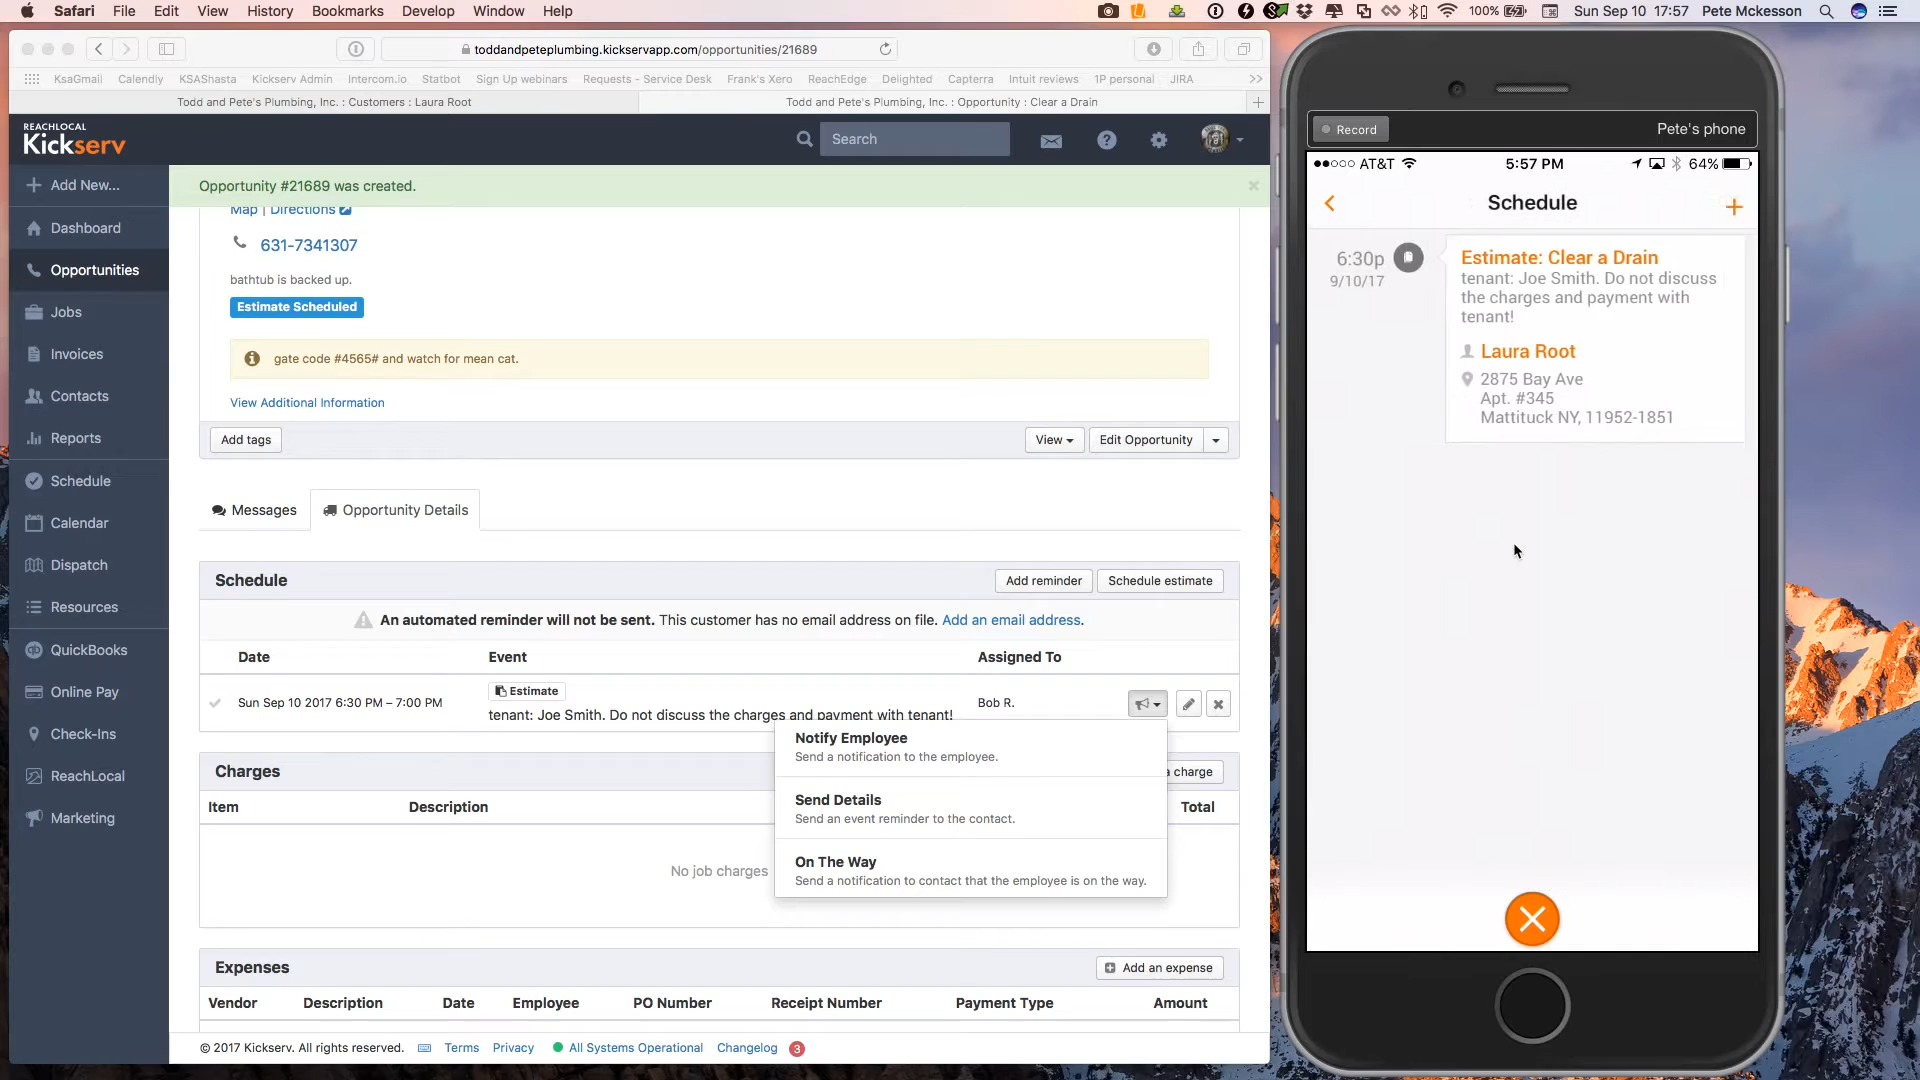 Safari File Edit View History Bookmarks Develop Window Help
100% Sun Sep 10 17:57 Pete Mckesson
toddandpeteplumbing.kickservapp.com/opportunities/21689
KsaGmail Calendly KSAShasta Kickserv Admin Intercom.io Statbot Sign Up webinars Requests - Service Desk Frank's Xero ReachEdge Delighted Capterra Intuit reviews 1P personal JIRA >>
Todd and Pete's Plumbing, Inc. : Customers : Laura Root
Todd and Pete's Plumbing, Inc. : Opportunity : Clear a Drain
REACHLOCAL
Kickserv
Search
Add New...
Dashboard
Opportunities
Jobs
Invoices
Contacts
Reports
Schedule
Calendar
Dispatch
Resources
QuickBooks
Online Pay
Check-Ins
ReachLocal
Marketing
Opportunity #21689 was created.
Map | Directions
631-7341307
bathtub is backed up.
Estimate Scheduled
gate code #4565# and watch for mean cat.
View Additional Information
Add tags
View
Edit Opportunity
Messages
Opportunity Details
Schedule
Add reminder
Schedule estimate
An automated reminder will not be sent. This customer has no email address on file. Add an email address.
Date Event Assigned To
Estimate
Sun Sep 10 2017 6:30 PM – 7:00 PM
tenant: Joe Smith. Do not discuss the charges and payment with tenant!
Bob R.
Notify Employee
Send a notification to the employee.
Send Details
Send an event reminder to the contact.
On The Way
Send a notification to contact that the employee is on the way.
Charges
a charge
Item Description Total
No job charges
Expenses
Add an expense
Vendor Description Date Employee PO Number Receipt Number Payment Type Amount
© 2017 Kickserv. All rights reserved. Terms Privacy All Systems Operational Changelog 3
Record
Pete's phone
AT&T 5:57 PM 64%
Schedule
6:30p
9/10/17
Estimate: Clear a Drain
tenant: Joe Smith. Do not discuss
the charges and payment with
tenant!
Laura Root
2875 Bay Ave
Apt. #345
Mattituck NY, 11952-1851